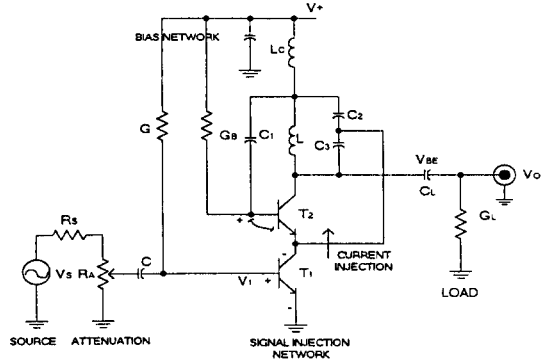 V+
BIAS NETWORK
Lc
C2
G
GB
C1
L
C3
VBE
Vo
CL
+
T2
Rs
GL
-
CURRENT
INJECTION
C
Vs
RA
V1
+
T1
-
LOAD
SOURCE
ATTENUATION
SIGNAL INJECTION
NETWORK